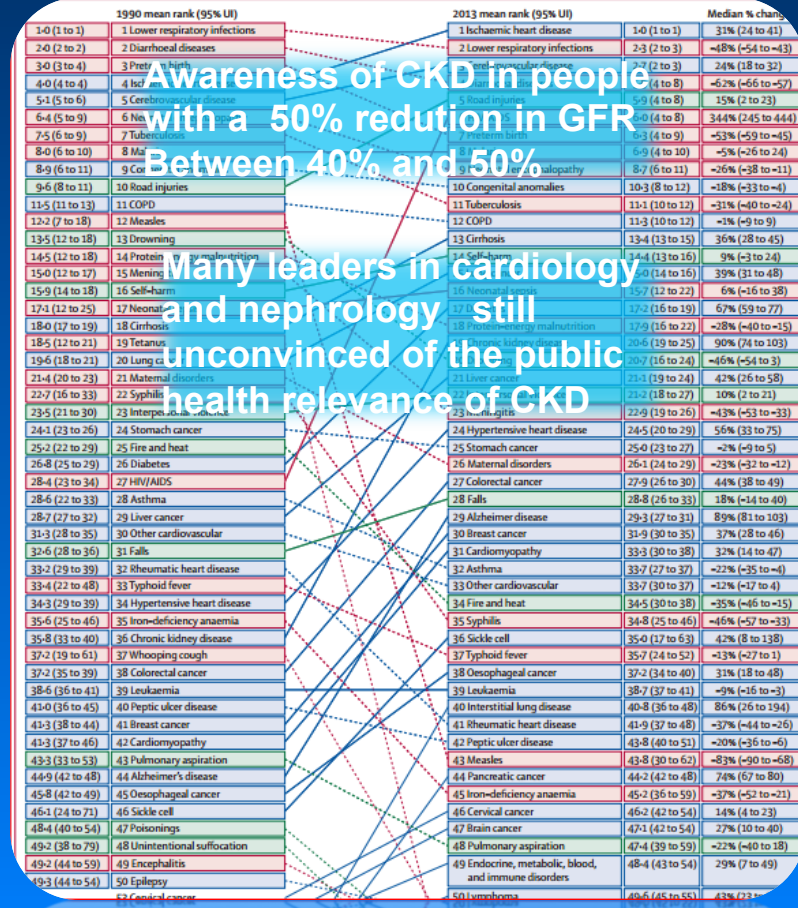 1990 mean rank (95% UI)
1·0 (1 to 1) 1 Lower respiratory infections
2·0 (2 to 2) 2 Diarrhoeal diseases
3·0 (3 to 4) 3 Preterm birth
4·0 (4 to 4)
5·1 (5 to 6) 5 Cerebrovascular disease
6·4 (5 to 9)
7·5 (6 to 9) 7 Tuberculosis
8·0 (6 to 10)
8·9 (6 to 11)
9·6 (8 to 11) 10 Road injuries
11·5 (11 to 13) 11 COPD
12·2 (7 to 18) 12 Measles
13·5 (12 to 18) 13 Drowning
14·5 (12 to 18) 14 Protein-energy malnutrition
15·0 (12 to 17)
15·9 (14 to 18) 16 Self-harm
17·1 (12 to 25)
18·0 (17 to 19) 18 Cirrhosis
18·5 (12 to 21) 19 Tetanus
19·6 (18 to 21)
21·4 (20 to 23) 21 Maternal disorders
22·7 (16 to 33) 22 Syphilis
23·5 (21 to 30) 23 Interpersonal violence
24·1 (23 to 26) 24 Stomach cancer
25·2 (22 to 29) 25 Fire and heat
26·8 (25 to 29) 26 Diabetes
28·4 (23 to 34) 27 HIV/AIDS
28·6 (22 to 33) 28 Asthma
28·7 (27 to 32) 29 Liver cancer
31·3 (28 to 35) 30 Other cardiovascular
32·6 (28 to 36) 31 Falls
33·2 (29 to 39) 32 Rheumatic heart disease
33·4 (22 to 48) 33 Typhoid fever
34·3 (29 to 39) 34 Hypertensive heart disease
35·6 (25 to 46) 35 Iron-deficiency anaemia
35·8 (33 to 40) 36 Chronic kidney disease
37·2 (19 to 61) 37 Whooping cough
37·2 (35 to 39) 38 Colorectal cancer
38·6 (36 to 41) 39 Leukaemia
41·0 (36 to 45) 40 Peptic ulcer disease
41·3 (38 to 44) 41 Breast cancer
41·3 (37 to 46) 42 Cardiomyopathy
43·3 (33 to 53) 43 Pulmonary aspiration
44·9 (42 to 48) 44 Alzheimer's disease
45·8 (42 to 49) 45 Oesophageal cancer
46·1 (24 to 71) 46 Sickle cell
48·4 (40 to 54) 47 Poisonings
49·2 (38 to 79) 48 Unintentional suffocation
49·2 (44 to 59) 49 Encephalitis
49·3 (44 to 54) 50 Epilepsy
53 Cervical cancer
2013 mean rank (95% UI) Median % chang
1 Ischaemic heart disease 1·0 (1 to 1) 31% (24 to 41)
2 Lower respiratory infections 2·3 (2 to 3) –48% (–54 to –43)
3 Cerebrovascular disease 2·7 (2 to 3) 24% (18 to 32)
(4 to 8) –62% (–66 to –57)
5 Road injuries 5·9 (4 to 8) 15% (2 to 23)
6·0 (4 to 8) 344% (245 to 444)
7 Preterm birth 6·3 (4 to 9) –53% (–59 to –45)
6·9 (4 to 10) –5% (–26 to 24)
8·7 (6 to 11) –26% (–38 to –11)
10 Congenital anomalies 10·3 (8 to 12) –18% (–33 to –4)
11 Tuberculosis 11·1 (10 to 12) –31% (–40 to –24)
12 COPD 11·3 (10 to 12) –1% (–9 to 9)
13 Cirrhosis 13·4 (13 to 15) 36% (28 to 45)
14 Self-harm 14·4 (13 to 16) 9% (–3 to 24)
(14 to 16) 39% (31 to 48)
16 Neonatal sepsis 15·7 (12 to 22) 6% (–16 to 38)
17·2 (16 to 19) 67% (59 to 77)
18 Protein-energy malnutrition 17·9 (16 to 22) –28% (–40 to –15)
kidney disease 20·6 (19 to 25) 90% (74 to 103)
20·7 (16 to 24) –46% (–54 to 3)
21 Liver cancer 21·1 (19 to 24) 42% (26 to 58)
21·2 (18 to 27) 10% (2 to 21)
23 Meningitis 22·9 (19 to 26) –43% (–53 to –33)
24 Hypertensive heart disease 24·5 (20 to 29) 56% (33 to 75)
25 Stomach cancer 25·0 (23 to 27) –2% (–9 to 5)
26 Maternal disorders 26·1 (24 to 29) –23% (–32 to –12)
27 Colorectal cancer 27·9 (26 to 30) 44% (38 to 49)
28 Falls 28·8 (26 to 33) 18% (–14 to 40)
29 Alzheimer disease 29·3 (27 to 31) 89% (81 to 103)
30 Breast cancer 31·9 (30 to 35) 37% (28 to 46)
31 Cardiomyopathy 33·3 (30 to 38) 32% (14 to 47)
32 Asthma 33·7 (27 to 37) –22% (–35 to –4)
33 Other cardiovascular 33·7 (30 to 37) –12% (–17 to 4)
34 Fire and heat 34·5 (30 to 38) –35% (–46 to –15)
35 Syphilis 34·8 (25 to 46) –46% (–57 to –33)
36 Sickle cell 35·0 (17 to 63) 42% (8 to 138)
37 Typhoid fever 35·7 (24 to 52) –13% (–27 to 1)
38 Oesophageal cancer 37·2 (34 to 40) 31% (18 to 48)
39 Leukaemia 38·7 (37 to 41) –9% (–16 to –3)
40 Interstitial lung disease 40·8 (36 to 48) 86% (26 to 194)
41 Rheumatic heart disease 41·9 (37 to 48) –37% (–44 to –26)
42 Peptic ulcer disease 43·8 (40 to 51) –20% (–36 to –6)
43 Measles 43·8 (30 to 62) –83% (–90 to –68)
44 Pancreatic cancer 44·2 (42 to 48) 74% (67 to 80)
45 Iron-deficiency anaemia 45·2 (36 to 59) –37% (–52 to –21)
46 Cervical cancer 46·2 (42 to 54) 14% (4 to 23)
47 Brain cancer 47·1 (42 to 54) 27% (10 to 40)
48 Pulmonary aspiration 47·4 (39 to 59) –22% (–40 to 18)
49 Endocrine, metabolic, blood, 48·4 (43 to 54) 29% (7 to 49)
and immune disorders
50 Lymphoma 49·6 (45 to 55) 43% (23
Awareness of CKD in people
with a 50% redution in GFR
Between 40% and 50%
Many leaders in cardiology
and nephrology still
unconvinced of the public
health relevance of CKD